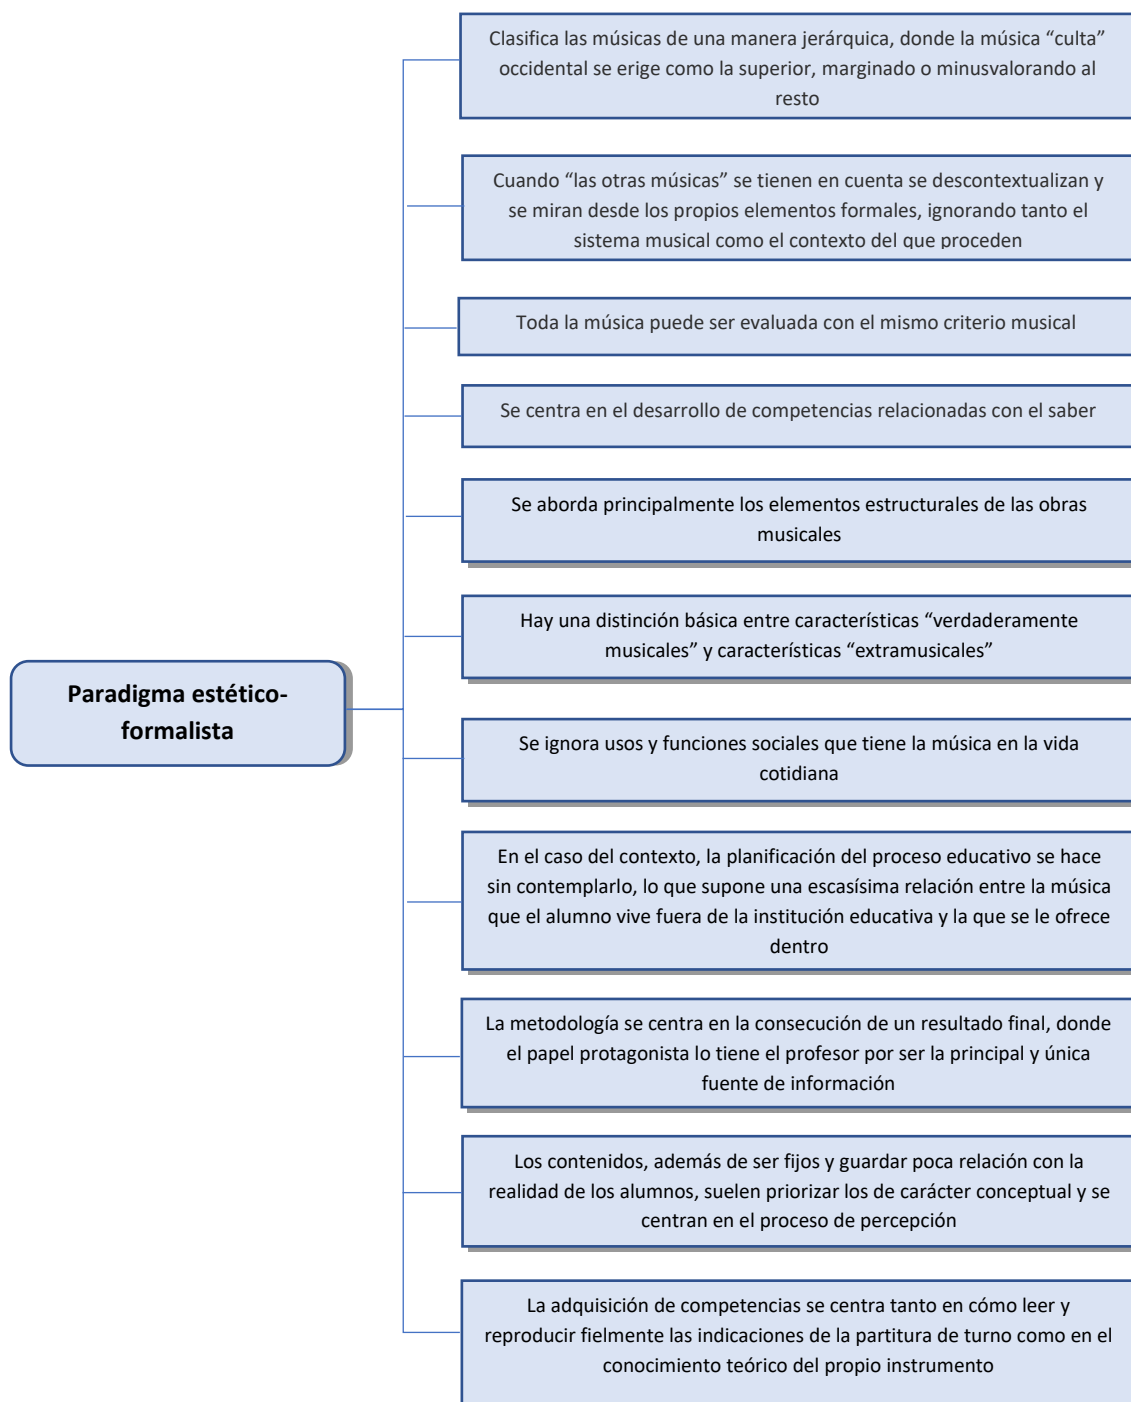 Clasifica las músicas de una manera jerárquica, donde la música “culta”
occidental se erige como la superior, marginado o minusvalorando al
resto
Cuando “las otras músicas” se tienen en cuenta se descontextualizan y
se miran desde los propios elementos formales, ignorando tanto el
sistema musical como el contexto del que proceden
Toda la música puede ser evaluada con el mismo criterio musical
Se centra en el desarrollo de competencias relacionadas con el saber
Se aborda principalmente los elementos estructurales de las obras
musicales
Hay una distinción básica entre características “verdaderamente
musicales” y características “extramusicales”
Paradigma estético-
formalista
Se ignora usos y funciones sociales que tiene la música en la vida
cotidiana
En el caso del contexto, la planificación del proceso educativo se hace
sin contemplarlo, lo que supone una escasísima relación entre la música
que el alumno vive fuera de la institución educativa y la que se le ofrece
dentro
La metodología se centra en la consecución de un resultado final, donde
el papel protagonista lo tiene el profesor por ser la principal y única
fuente de información
Los contenidos, además de ser fijos y guardar poca relación con la
realidad de los alumnos, suelen priorizar los de carácter conceptual y se
centran en el proceso de percepción
La adquisición de competencias se centra tanto en cómo leer y
reproducir fielmente las indicaciones de la partitura de turno como en el
conocimiento teórico del propio instrumento